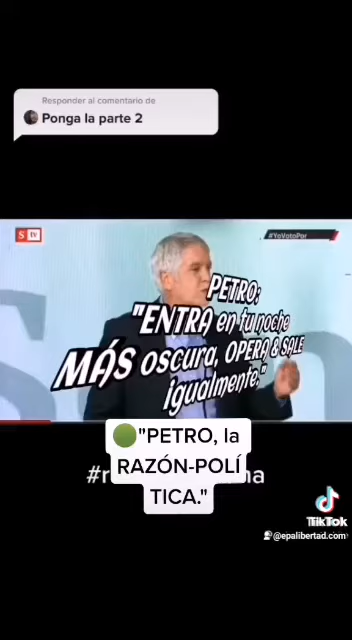 Responder al comentario de
Ponga la parte 2
S tv
#YoVotoPor
PETRO:
"ENTRA en tu noche
MÁS oscura, OPERA & SALE
igualmente."
🟢"PETRO, la
RAZÓN-POLÍ
TICA."
TikTok
@epalibertad.com